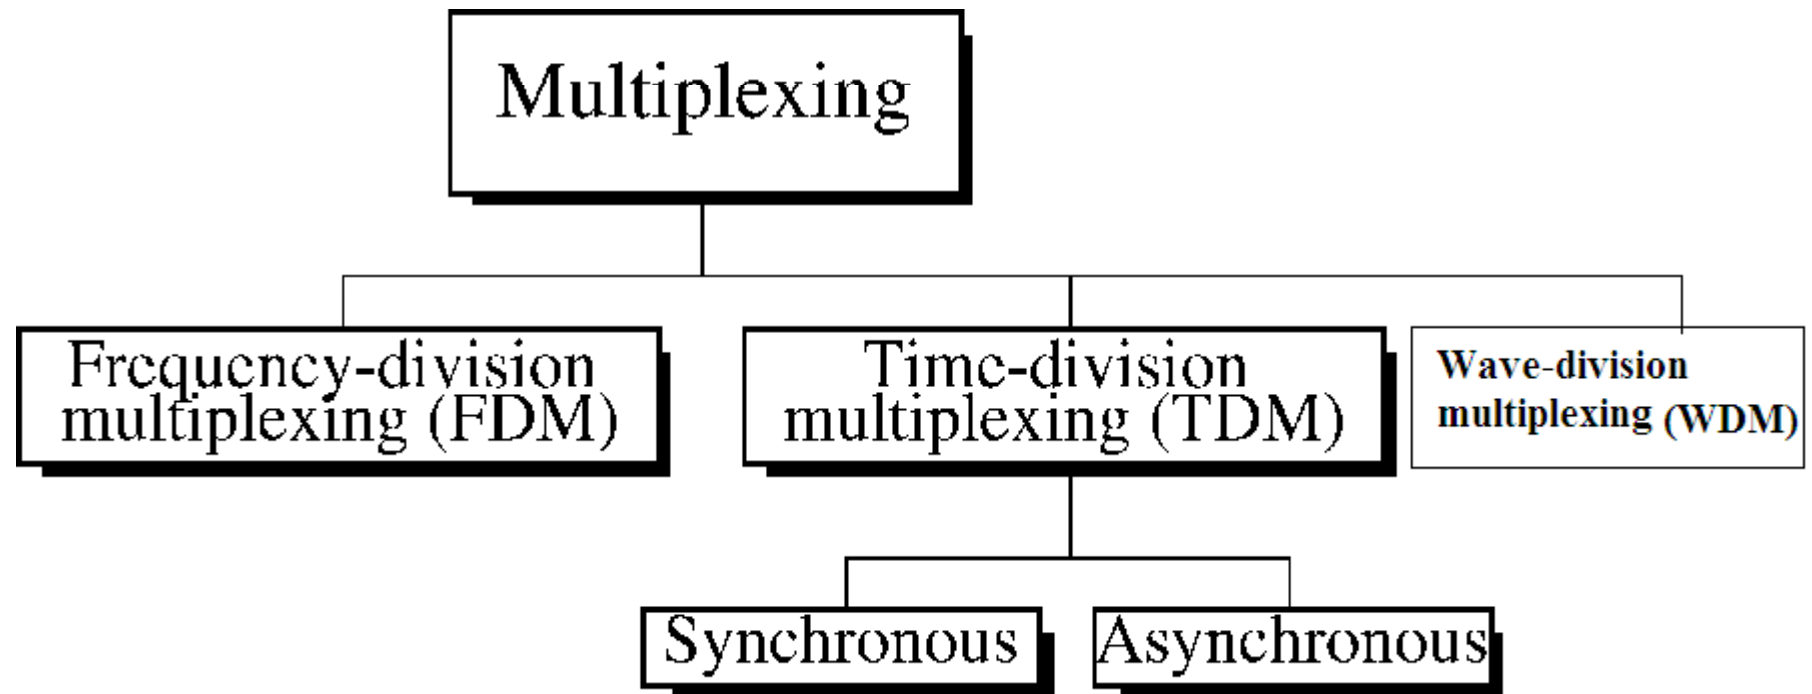 Multiplexing
Frequency-division
multiplexing (FDM)
Time-division
multiplexing (TDM)
Wave-division
multiplexing (WDM)
Synchronous
Asynchronous